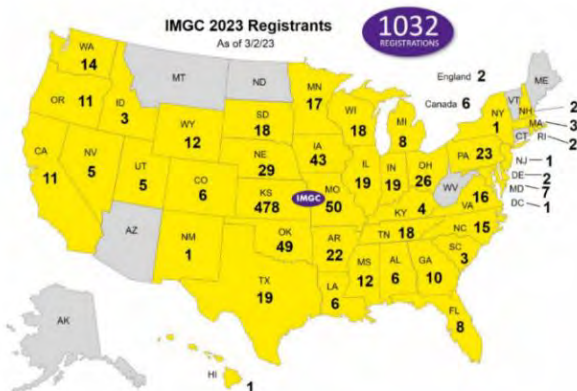 IMGC 2023 Registrants
As of 3/2/23
1032
REGISTRATIONS
England 2
Canada 6
WA
14
OR 11
ID
3
MT
ND
MN
17
WY
12
SD
18
WI
18
MI
8
NY
1
ME
VT
NH
2
MA
3
CT
RI
2
NJ 1
DE 2
MD 7
DC 1
CA
11
NV
5
UT
5
CO
6
NE
29
IA
43
KS
478
IMGC
MO
50
IL
19
IN
19
OH
26
PA 23
WV
VA
16
KY 4
TN 18
NC 15
SC
3
AZ
NM
1
OK
49
AR
22
TX
19
LA
6
MS
12
AL
6
GA
10
FL
8
AK
HI
1